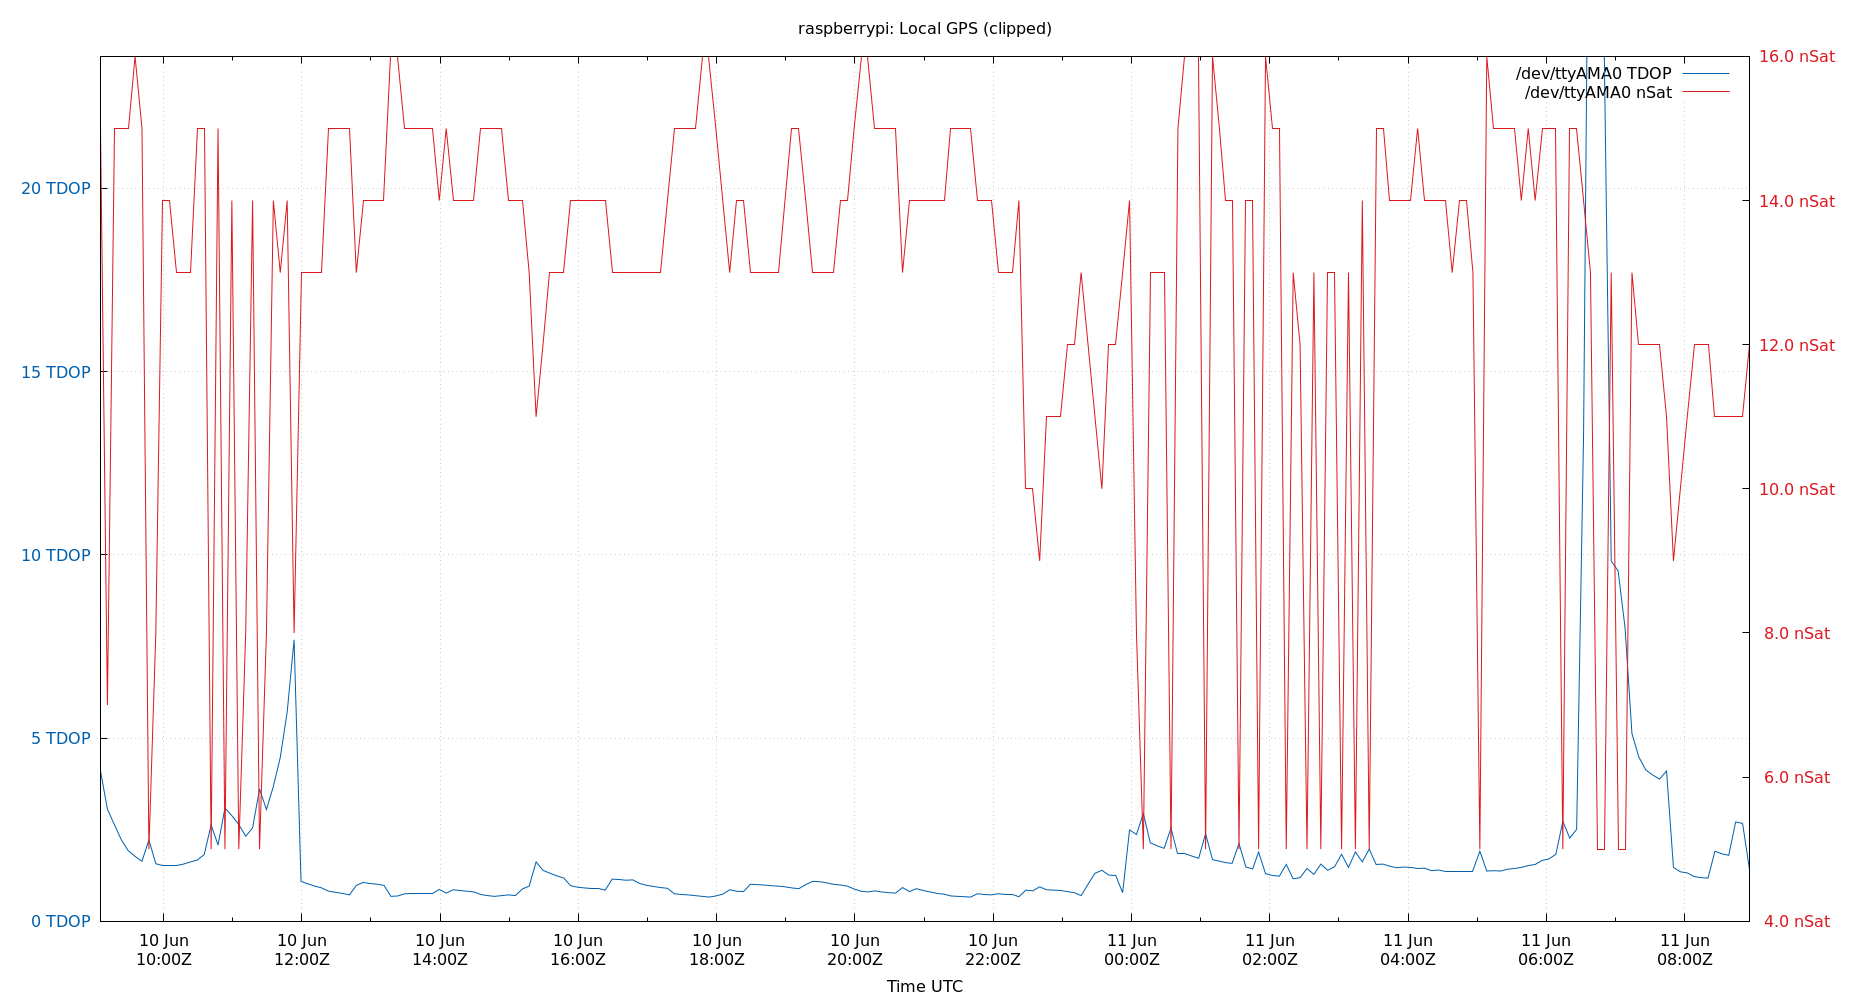 raspberrypi: Local GPS (clipped)
/dev/ttyAMA0 TDOP
/dev/ttyAMA0 nSat
20 TDOP
15 TDOP
10 TDOP
5 TDOP
0 TDOP
16.0 nSat
14.0 nSat
12.0 nSat
10.0 nSat
8.0 nSat
6.0 nSat
4.0 nSat
10 Jun
10:00Z
10 Jun
12:00Z
10 Jun
14:00Z
10 Jun
16:00Z
10 Jun
18:00Z
10 Jun
20:00Z
10 Jun
22:00Z
11 Jun
00:00Z
11 Jun
02:00Z
11 Jun
04:00Z
11 Jun
06:00Z
11 Jun
08:00Z
Time UTC